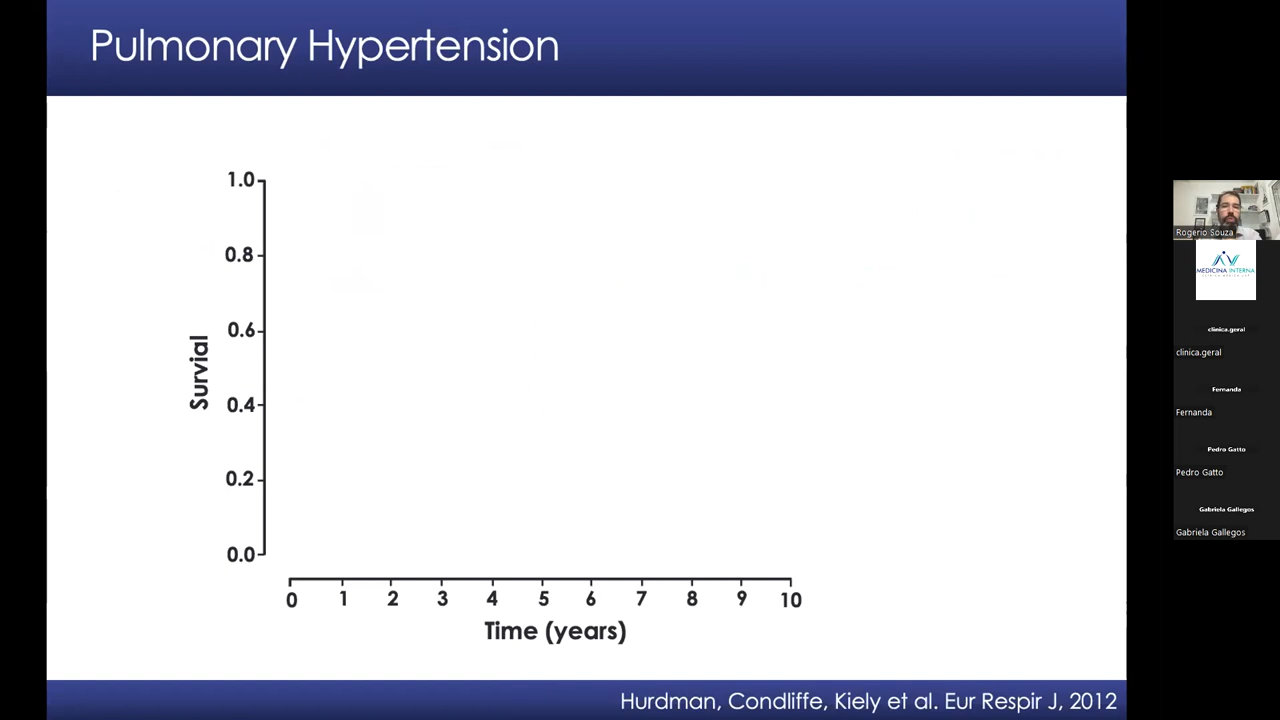 Pulmonary Hypertension
1.0
0.8
0.6
0.4
0.2
0.0
Survial
0 1 2 3 4 5 6 7 8 9 10
Time (years)
Hurdman, Condliffe, Kiely et al. Eur Respir J, 2012
Rogerio Souza
MEDICINA INTERNA
clinica.geral
clinica.geral
Fernanda
Fernanda
Pedro Gatto
Pedro Gatto
Gabriela Gallegos
Gabriela Gallegos